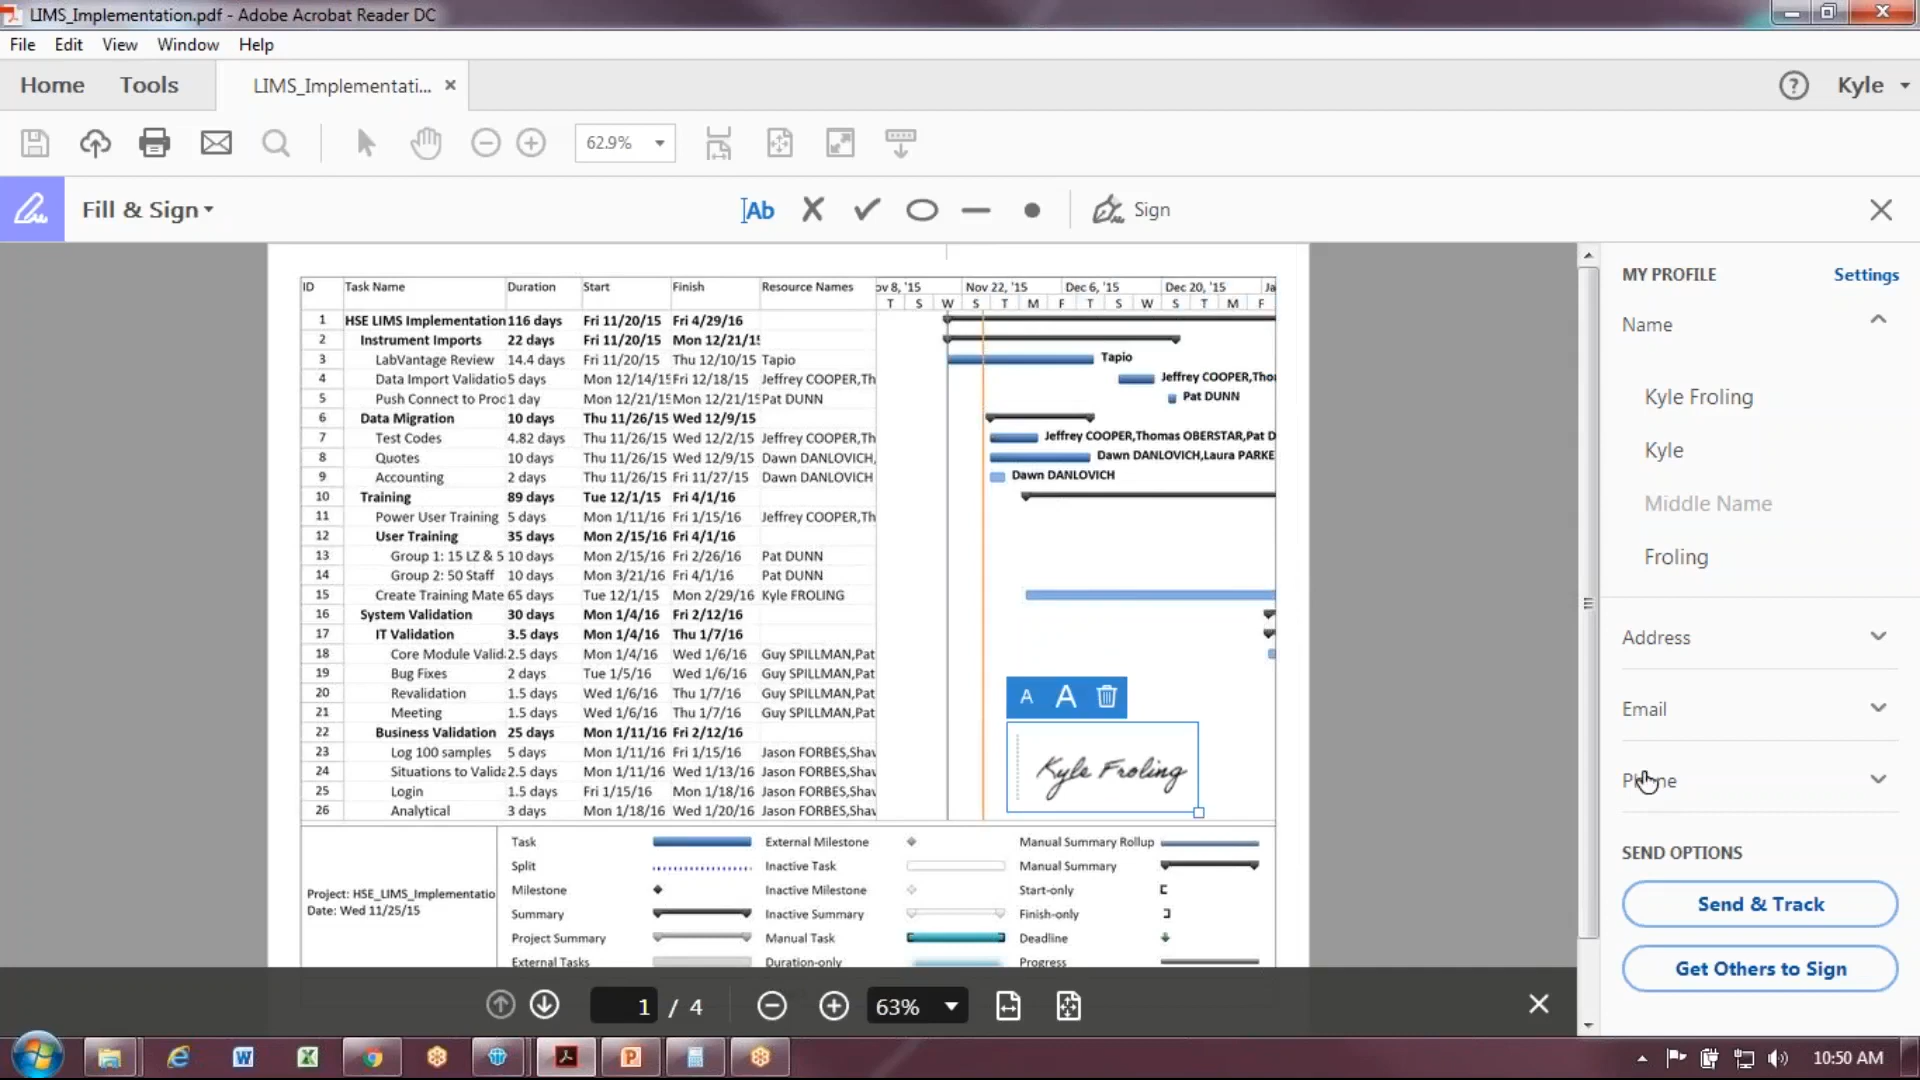 LIMS_Implementation.pdf - Adobe Acrobat Reader DC
File Edit View Window Help
Home Tools LIMS_Implementati... Kyle
62.9%
Fill & Sign Ab Sign
ID Task Name Duration Start Finish Resource Names ov 8, '15 Nov 22, '15 Dec 6, '15 Dec 20, '15 Ja
T S W S T M F T S W T M F
1 HSE LIMS Implementation 116 days Fri 11/20/15 Fri 4/29/16
2 Instrument Imports 22 days Fri 11/20/15 Mon 12/21/15
3 LabVantage Review 14.4 days Fri 11/20/15 Thu 12/10/15 Tapio Tapio
4 Data Import Validatio 5 days Mon 12/14/15 Fri 12/18/15 Jeffrey COOPER,Th Jeffrey COOPER,Tho
5 Push Connect to Proc 1 day Mon 12/21/15 Mon 12/21/15 Pat DUNN Pat DUNN
6 Data Migration 10 days Thu 11/26/15 Wed 12/9/15
7 Test Codes 4.82 days Thu 11/26/15 Wed 12/2/15 Jeffrey COOPER,Th Jeffrey COOPER,Thomas OBERSTAR,Pat D
8 Quotes 10 days Thu 11/26/15 Wed 12/9/15 Dawn DANLOVICH, Dawn DANLOVICH,Laura PARKE
9 Accounting 2 days Thu 11/26/15 Fri 11/27/15 Dawn DANLOVICH Dawn DANLOVICH
10 Training 89 days Tue 12/1/15 Fri 4/1/16
11 Power User Training 5 days Mon 1/11/16 Fri 1/15/16 Jeffrey COOPER,Th
12 User Training 35 days Mon 2/15/16 Fri 4/1/16
13 Group 1: 15 LZ & 5 10 days Mon 2/15/16 Fri 2/26/16 Pat DUNN
14 Group 2: 50 Staff 10 days Mon 3/21/16 Fri 4/1/16 Pat DUNN
15 Create Training Mate 65 days Tue 12/1/15 Mon 2/29/16 Kyle FROLING
16 System Validation 30 days Mon 1/4/16 Fri 2/12/16
17 IT Validation 3.5 days Mon 1/4/16 Thu 1/7/16
18 Core Module Valid 2.5 days Mon 1/4/16 Wed 1/6/16 Guy SPILLMAN,Pat
19 Bug Fixes 2 days Tue 1/5/16 Wed 1/6/16 Guy SPILLMAN,Pat
20 Revalidation 1.5 days Wed 1/6/16 Thu 1/7/16 Guy SPILLMAN,Pat
21 Meeting 1.5 days Wed 1/6/16 Thu 1/7/16 Guy SPILLMAN,Pat
22 Business Validation 25 days Mon 1/11/16 Fri 2/12/16
23 Log 100 samples 5 days Mon 1/11/16 Fri 1/15/16 Jason FORBES,Shav
24 Situations to Valida 2.5 days Mon 1/11/16 Wed 1/13/16 Jason FORBES,Shav
25 Login 1.5 days Fri 1/15/16 Mon 1/18/16 Jason FORBES,Shav
26 Analytical 3 days Mon 1/18/16 Wed 1/20/16 Jason FORBES,Shav
A A
Kyle Froling
Project: HSE_LIMS_Implementatio
Date: Wed 11/25/15
Task External Milestone Manual Summary Rollup
Split Inactive Task Manual Summary
Milestone Inactive Milestone Start-only
Summary Inactive Summary Finish-only
Project Summary Manual Task Deadline
External Tasks Duration-only Progress
MY PROFILE Settings
Name
Kyle Froling
Kyle
Middle Name
Froling
Address
Email
Phone
SEND OPTIONS
Send & Track
Get Others to Sign
1 / 4 63%
10:50 AM